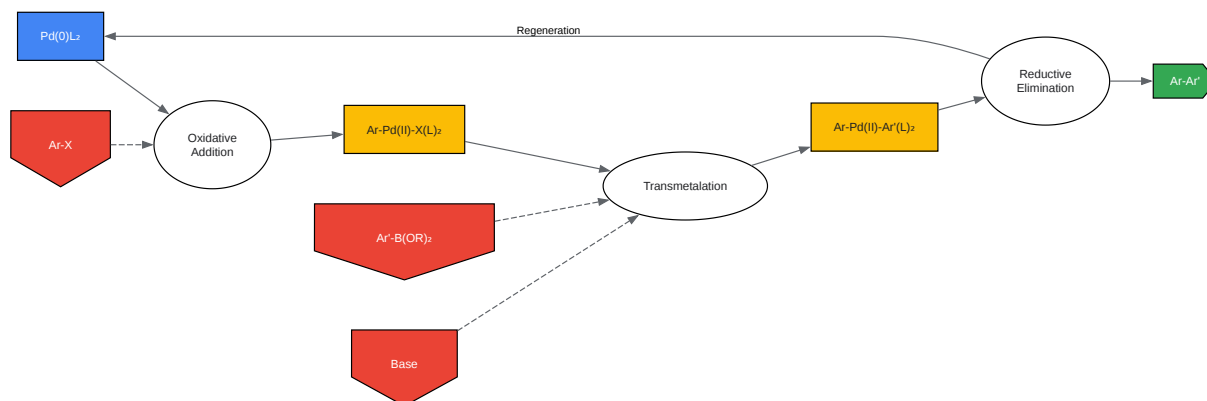 Pd(0)L₂
Regeneration
Reductive
Elimination
Ar-Ar'
Ar-X
Oxidative
Addition
Ar-Pd(II)-X(L)₂
Ar-Pd(II)-Ar'(L)₂
Transmetalation
Ar'-B(OR)₂
Base